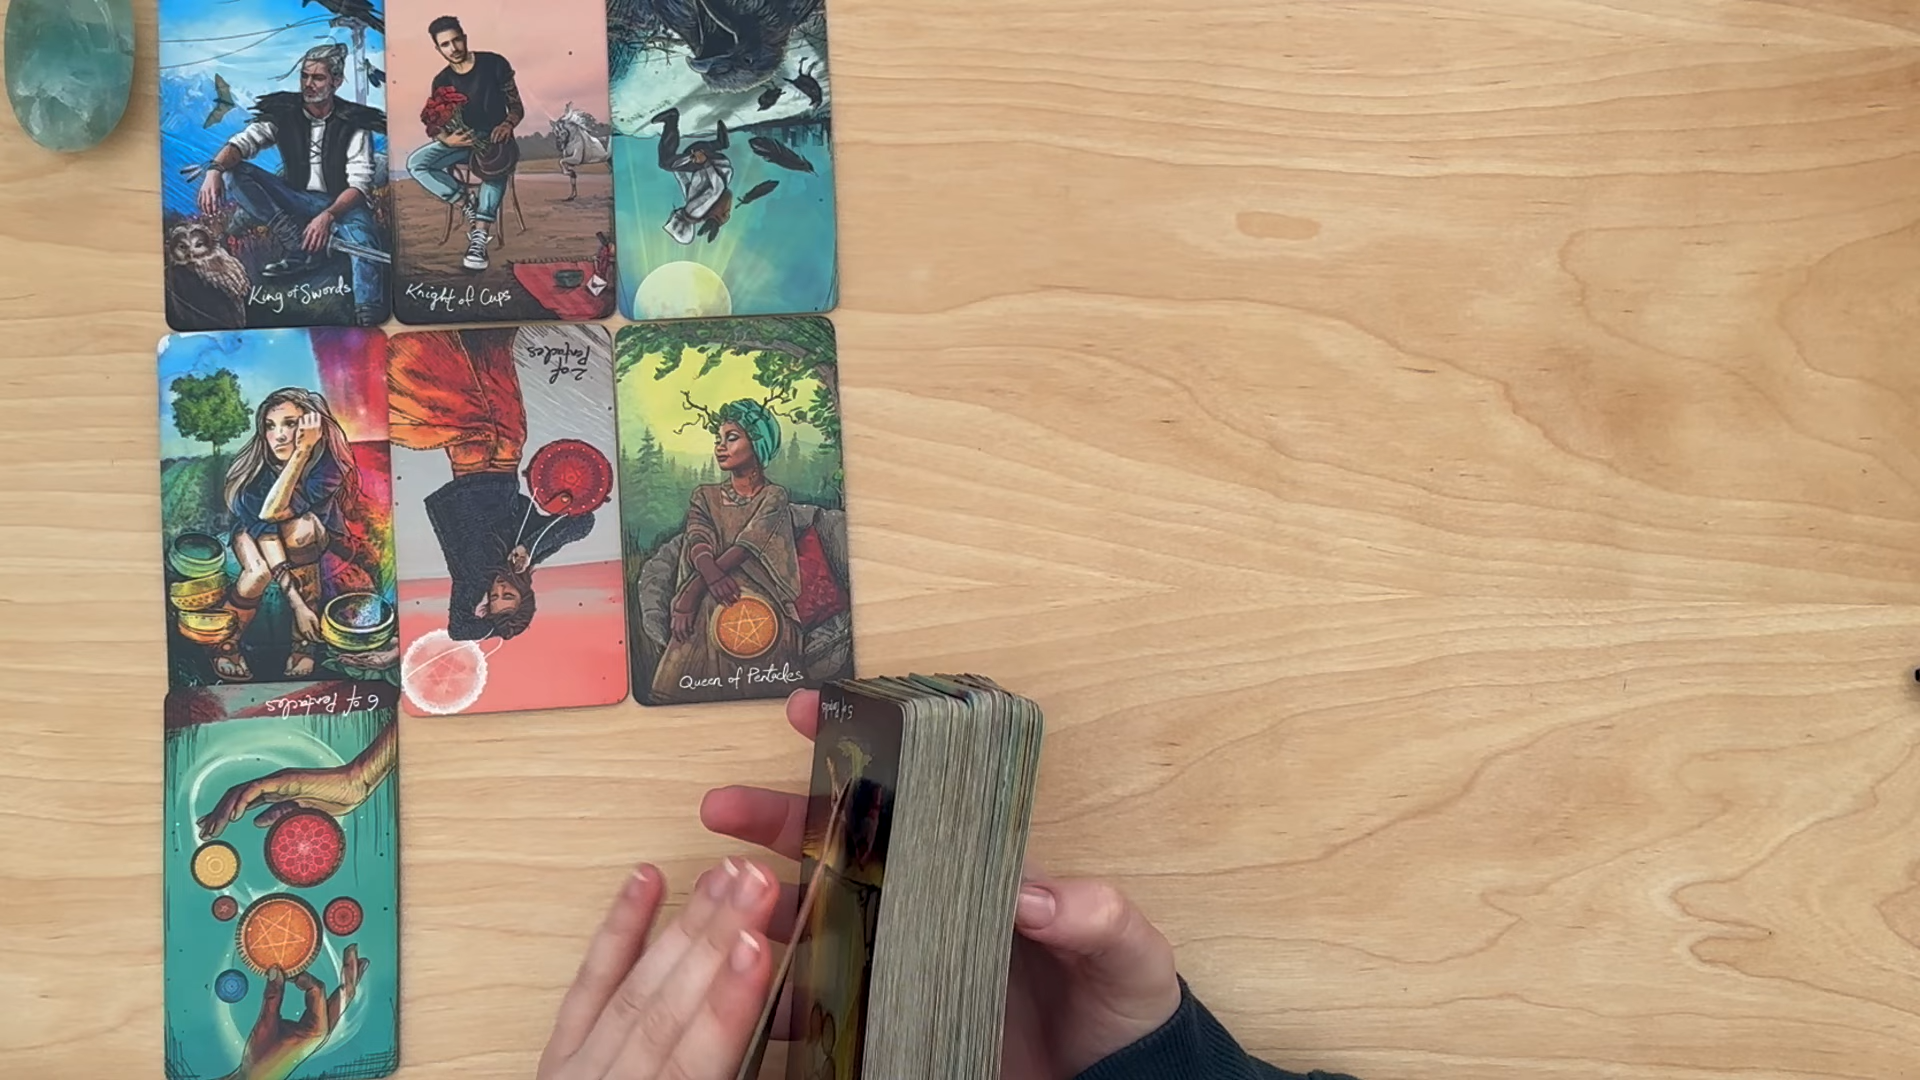 King of Swords
Knight of Cups
2 of
Pentacles
Queen of Pentacles
6 of Pentacles